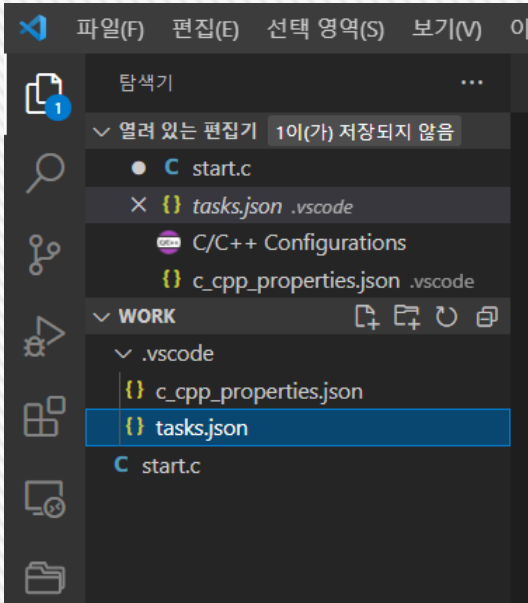 파일(F) 편집(E) 선택 영역(S) 보기(V)
탐색기
1
열려 있는 편집기 1이(가) 저장되지 않음
C start.c
{} tasks.json .vscode
C/C++ Configurations
{} c_cpp_properties.json .vscode
WORK
.vscode
{} c_cpp_properties.json
{} tasks.json
C start.c